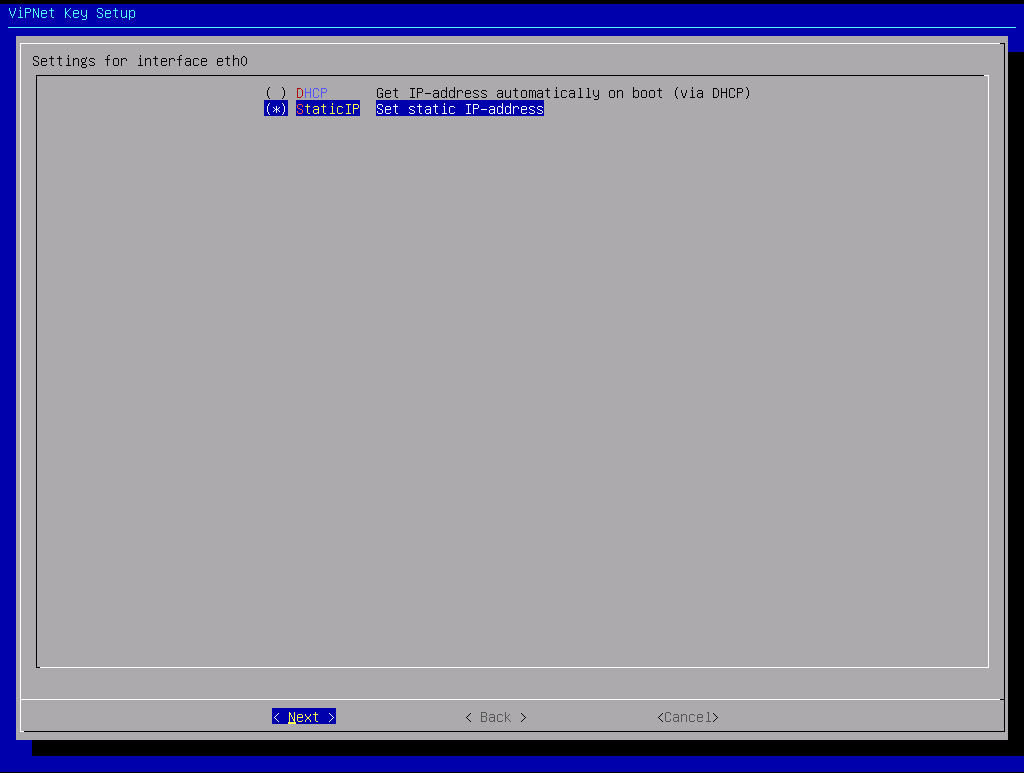 ViPNet Key Setup
Settings for interface eth0
( ) DHCP Get IP-address automatically on boot (via DHCP)
(*) StaticIP Set static IP-address
< Next > < Back > <Cancel>